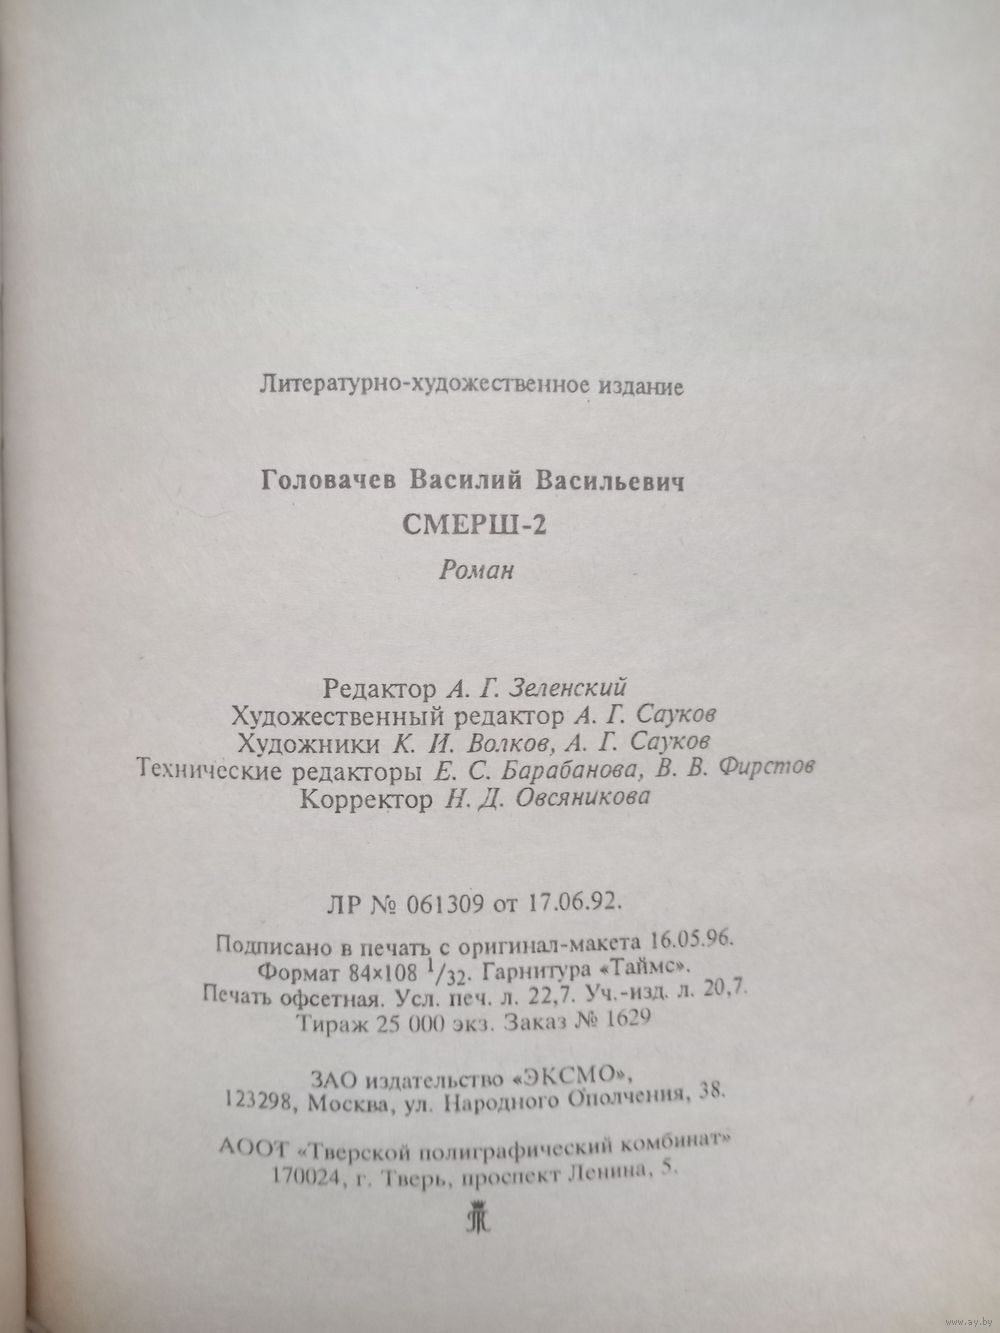 Литературно-художественное издание
Головачев Василий Васильевич
СМЕРШ-2
Роман
Редактор А. Г. Зеленский
Художественный редактор А. Г. Сауков
Художники К. И. Волков, А. Г. Сауков
Технические редакторы Е. С. Барабанова, В. В. Фирстов
Корректор Н. Д. Овсяникова
ЛР № 061309 от 17.06.92.
Подписано в печать с оригинал-макета 16.05.96.
Формат 84×108 1/32. Гарнитура «Таймс».
Печать офсетная. Усл. печ. л. 22,7. Уч.-изд. л. 20,7.
Тираж 25 000 экз. Заказ № 1629
ЗАО издательство «ЭКСМО»,
123298, Москва, ул. Народного Ополчения, 38.
АООТ «Тверской полиграфический комбинат»
170024, г. Тверь, проспект Ленина, 5.
www.ay.by